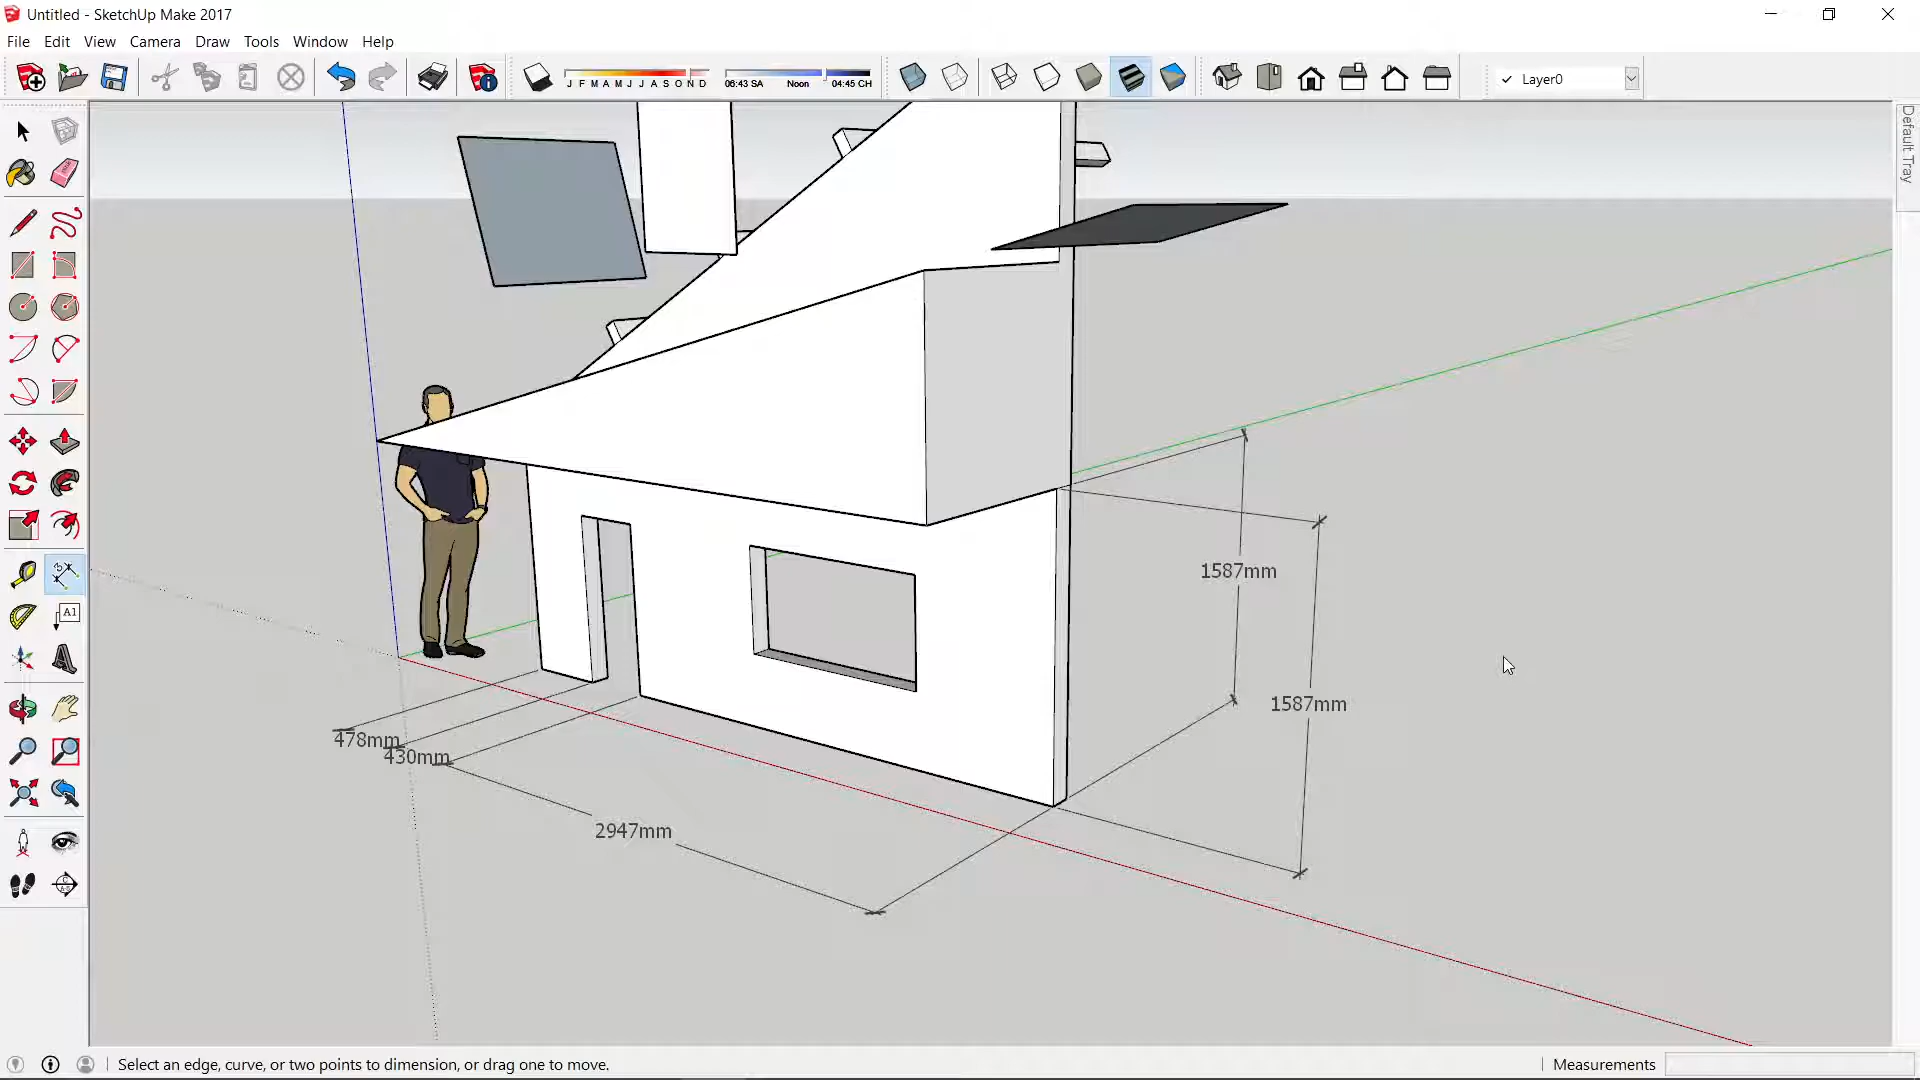 Untitled - SketchUp Make 2017
File Edit View Camera Draw Tools Window Help
J F M A M J J A S O N D
06:43 SA Noon 04:45 CH
Layer0
Default Tray
A1
1587mm
1587mm
478mm
430mm
2947mm
Select an edge, curve, or two points to dimension, or drag one to move.
Measurements